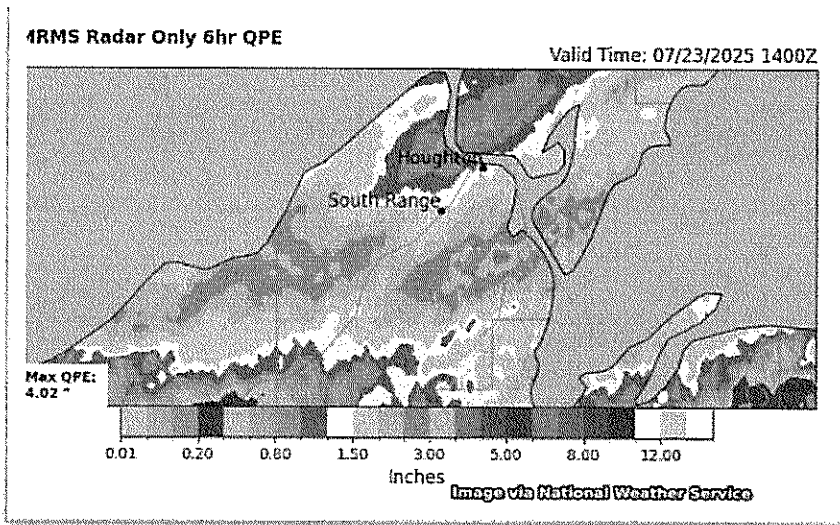 MRMS Radar Only 6hr QPE
Valid Time: 07/23/2025 1400Z
Houghton
South Range
Max QPE:
4.02 "
0.01 0.20 0.80 1.50 3.00 5.00 8.00 12.00
Inches
Image via National Weather Service